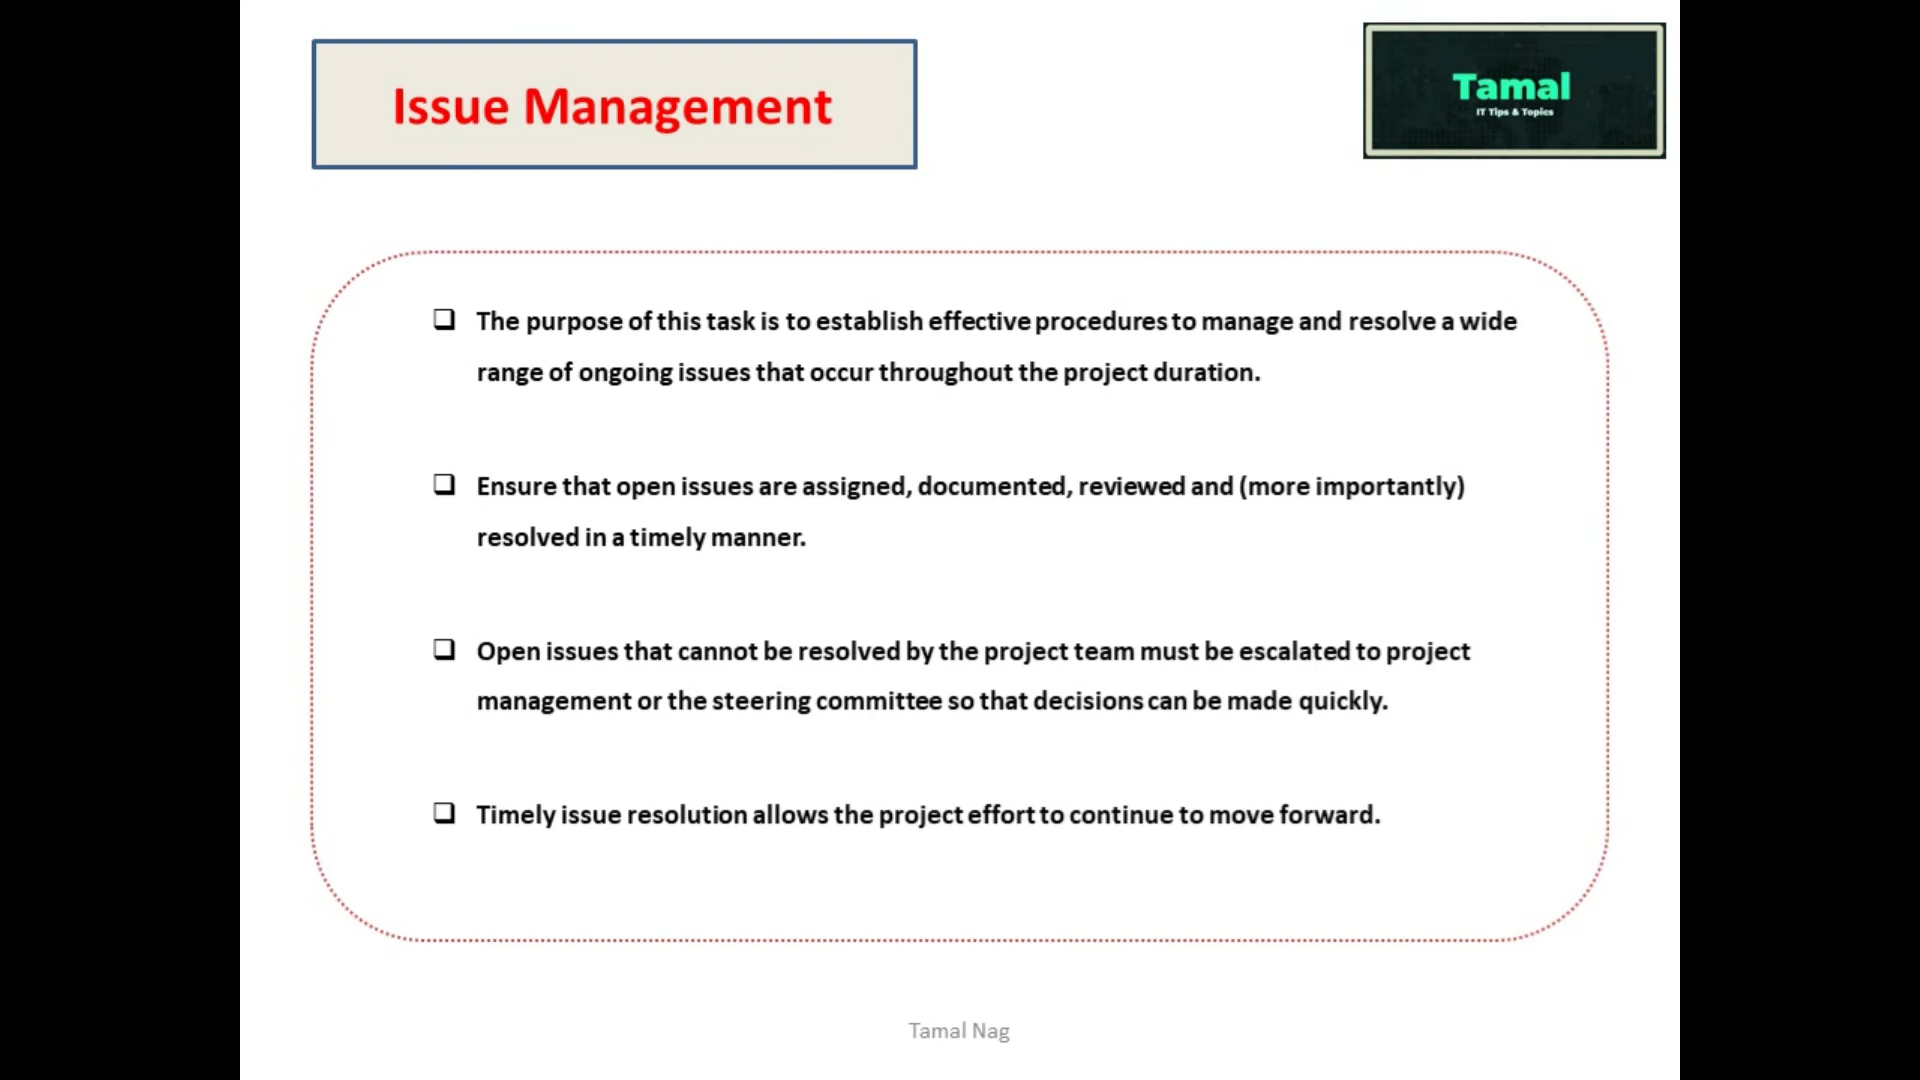 Issue Management
Tamal
IT Tips & Topics
The purpose of this task is to establish effective procedures to manage and resolve a wide
range of ongoing issues that occur throughout the project duration.
Ensure that open issues are assigned, documented, reviewed and (more importantly)
resolved in a timely manner.
Open issues that cannot be resolved by the project team must be escalated to project
management or the steering committee so that decisions can be made quickly.
Timely issue resolution allows the project effort to continue to move forward.
Tamal Nag